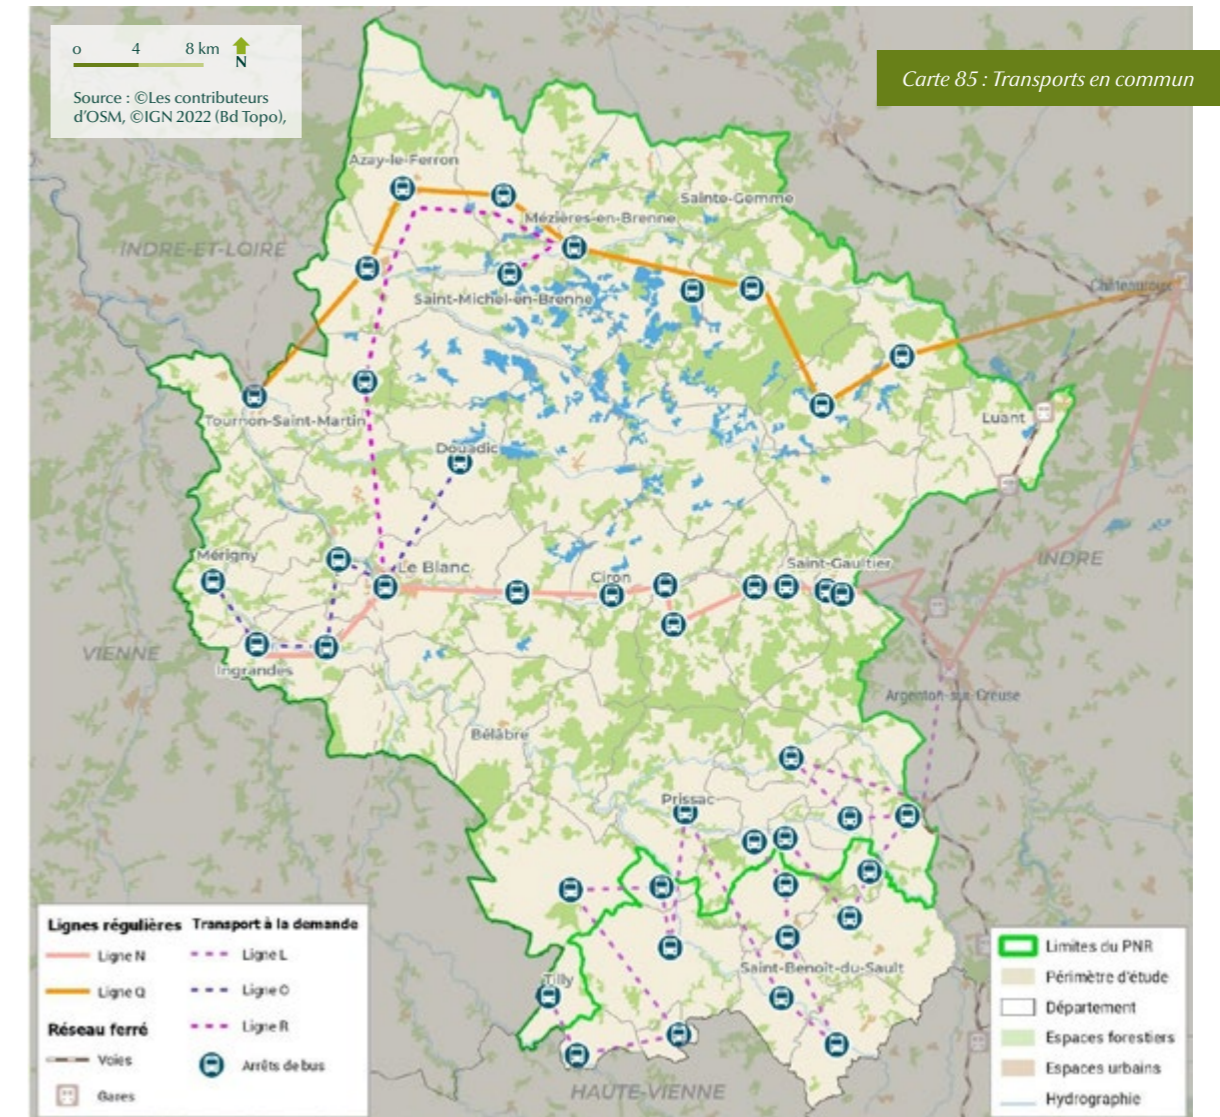 o 4 8 km
N
Source : ©Les contributeurs
d'OSM, ©IGN 2022 (Bd Topo),
Carte 85 : Transports en commun
Azay-le-Ferron
Sainte-Gemme
Mézières-en-Brenne
INDRE-ET-LOIRE
Saint-Michel-en-Brenne
Châteauroux
Tournon-Saint-Martin
Luant
Douadic
Mérigny
Le Blanc
Ciron
Saint-Gaultier
INDRE
VIENNE
Ingrandes
Argenton-sur-Creuse
Bélâbre
Prissac
Saint-Benoît-du-Sault
Tilly
HAUTE-VIENNE
Lignes régulières
Ligne N
Ligne Q
Réseau ferré
Voies
Gares
Transport à la demande
Ligne L
Ligne O
Ligne R
Arrêts de bus
Limites du PNR
Périmètre d'étude
Département
Espaces forestiers
Espaces urbains
Hydrographie